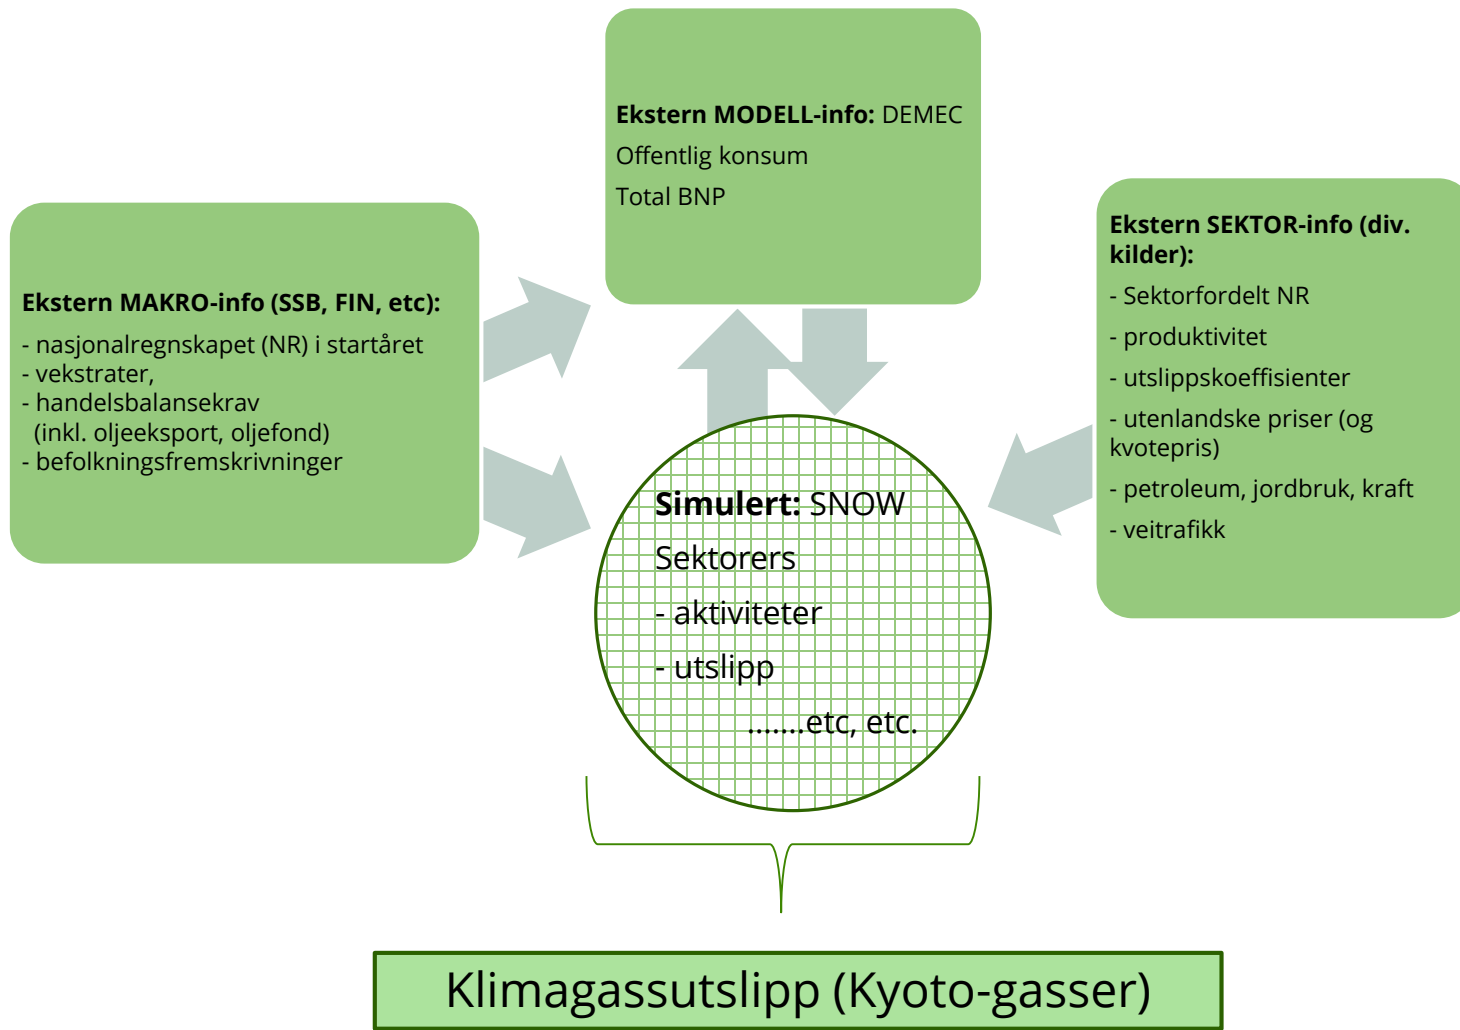 Ekstern MODELL-info: DEMEC
Offentlig konsum
Total BNP
Ekstern MAKRO-info (SSB, FIN, etc):
- nasjonalregnskapet (NR) i startåret
- vekstrater,
- handelsbalansekrav
(inkl. oljeeksport, oljefond)
- befolkningsfremskrivninger
Ekstern SEKTOR-info (div.
kilder):
- Sektorfordelt NR
- produktivitet
- utslippskoeffisienter
- utenlandske priser (og
kvotepris)
- petroleum, jordbruk, kraft
- veitrafikk
Simulert: SNOW
Sektorers
- aktiviteter
- utslipp
.......etc, etc.
Klimagassutslipp (Kyoto-gasser)